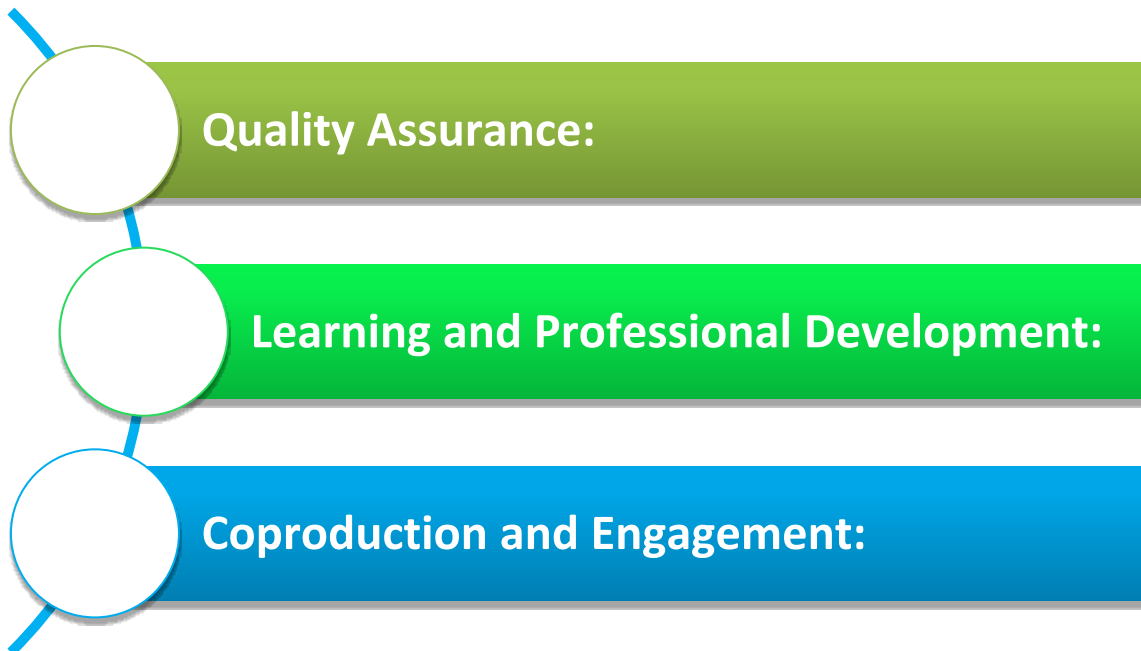 Quality Assurance:
Learning and Professional Development:
Coproduction and Engagement: